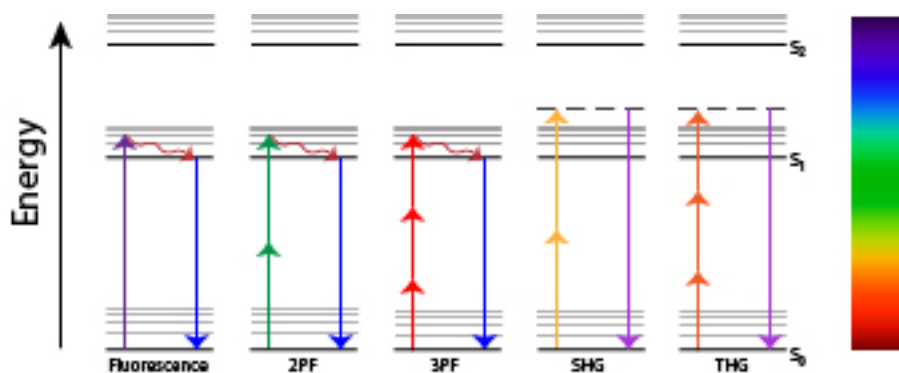 Energy
S₂
S₁
S₀
Fluorescence
2PF
3PF
SHG
THG